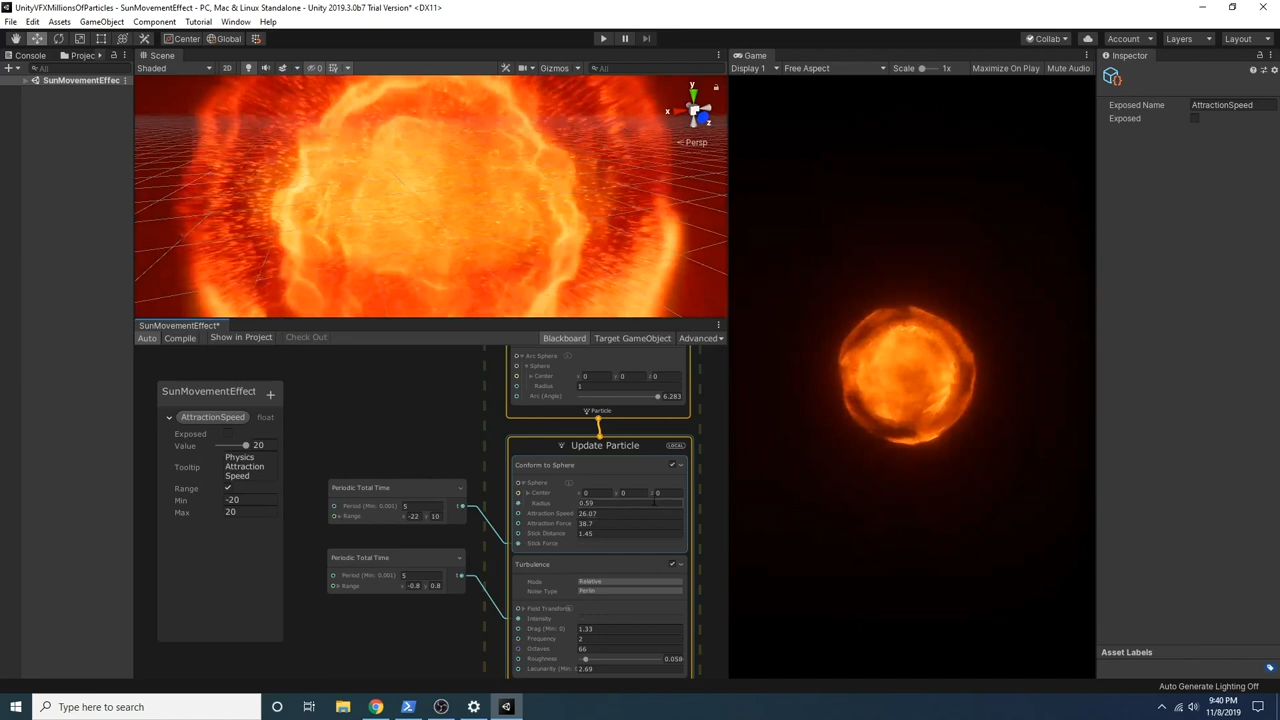 UnityVFXMillionsOfParticles - SunMovementEffect - PC, Mac & Linux Standalone - Unity 2019.3.0b7 Trial Version* <DX11>
File Edit Assets GameObject Component Tutorial Window Help
Center Global Collab Account Layers Layout
Console Projec Scene Game Inspector
All Shaded 2D 0 Gizmos All Display 1 Free Aspect Scale 1x Maximize On Play Mute Audio
SunMovementEffec
y
x
z
Persp
Exposed Name AttractionSpeed
Exposed
SunMovementEffect*
Auto Compile Show in Project Check Out Blackboard Target GameObject Advanced
SunMovementEffect +
AttractionSpeed float
Exposed
Value 20
Tooltip Physics
Attraction
Speed
Range
Min -20
Max 20
Periodic Total Time
Period (Min: 0.001) 5 t
Range x -22 y 10
Periodic Total Time
Period (Min: 0.001) 5 t
Range x -0.8 y 0.8
Arc Sphere
Sphere
Center x 0 y 0 z 0
Radius 1
Arc (Angle) 6.283
Particle
Update Particle LOCAL
Conform to Sphere
Sphere
Center x 0 y 0 z 0
Radius 0.59
Attraction Speed 26.07
Attraction Force 38.7
Stick Distance 1.45
Stick Force
Turbulence
Mode Relative
Noise Type Perlin
Field Transform
Intensity
Drag (Min: 0) 1.33
Frequency 2
Octaves 66
Roughness 0.058
Lacunarity (Min: 2.69
Asset Labels
Auto Generate Lighting Off
Type here to search
9:40 PM
11/8/2019